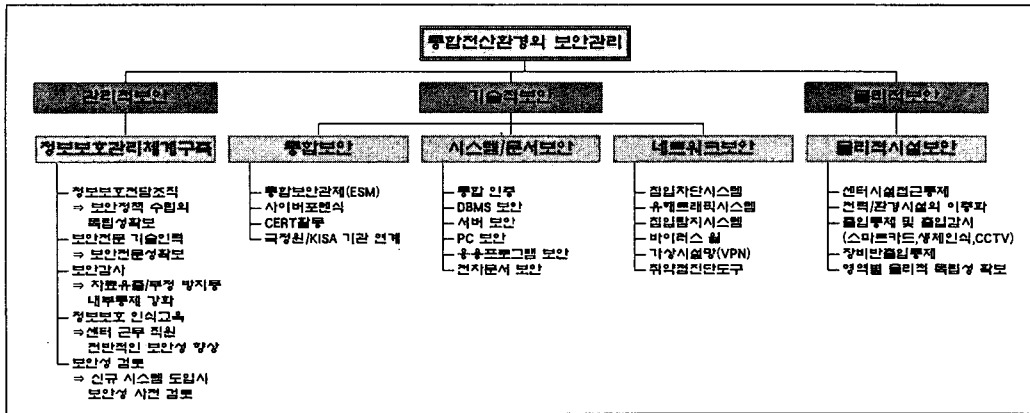 통합전산환경의 보안관리
관리적보안
기술적보안
물리적보안
정보보호관리체계구축
통합보안
시스템/문서보안
네트워크보안
물리적시설보안
정보보호전담조직
⇒ 보안정책 수립의
독립성확보
보안전문 기술인력
⇒ 보안전문성확보
보안감사
⇒ 자료유출/부정 방지등
내부통제 강화
정보보호 인식교육
⇒센터 근무 직원
전반적인 보안성 향상
보안성 검토
⇒ 신규 시스템 도입시
보안성 사전 검토
통합보안관제(ESM)
사이버포렌식
CERT활동
국정원/KISA 기관 연계
통합 인증
DBMS 보안
서버 보안
PC 보안
응용프로그램 보안
전자문서 보안
침입차단시스템
유해트래픽시스템
침입탐지시스템
바이러스 월
가상사설망(VPN)
취약점진단도구
센터시설접근통제
전력/환경시설의 이중화
출입통제 및 출입감시
(스마트카드,생체인식,CCTV)
장비반출입통제
영역별 물리적 독립성 확보